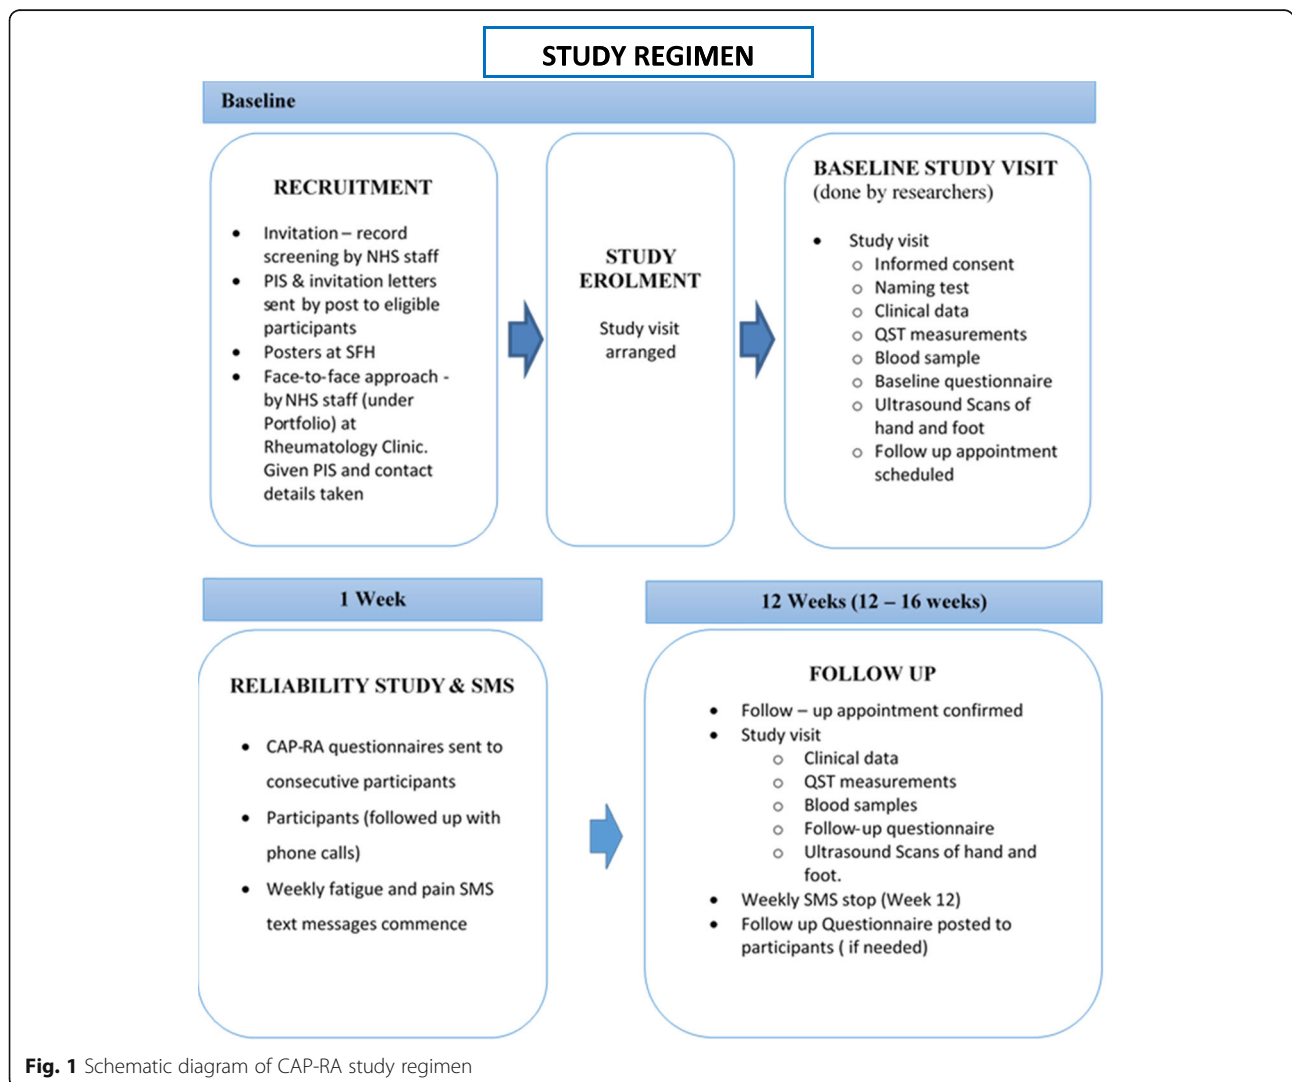 STUDY REGIMEN
Baseline
RECRUITMENT
• Invitation – record
screening by NHS staff
• PIS & invitation letters
sent by post to eligible
participants
• Posters at SFH
• Face-to-face approach -
by NHS staff (under
Portfolio) at
Rheumatology Clinic.
Given PIS and contact
details taken
STUDY
EROLMENT
Study visit
arranged
BASELINE STUDY VISIT
(done by researchers)
• Study visit
o Informed consent
o Naming test
o Clinical data
o QST measurements
o Blood sample
o Baseline questionnaire
o Ultrasound Scans of
hand and foot
o Follow up appointment
scheduled
1 Week
RELIABILITY STUDY & SMS
• CAP-RA questionnaires sent to
consecutive participants
• Participants (followed up with
phone calls)
• Weekly fatigue and pain SMS
text messages commence
12 Weeks (12 – 16 weeks)
FOLLOW UP
• Follow – up appointment confirmed
• Study visit
o Clinical data
o QST measurements
o Blood samples
o Follow-up questionnaire
o Ultrasound Scans of hand and
foot.
• Weekly SMS stop (Week 12)
• Follow up Questionnaire posted to
participants ( if needed)
Fig. 1 Schematic diagram of CAP-RA study regimen